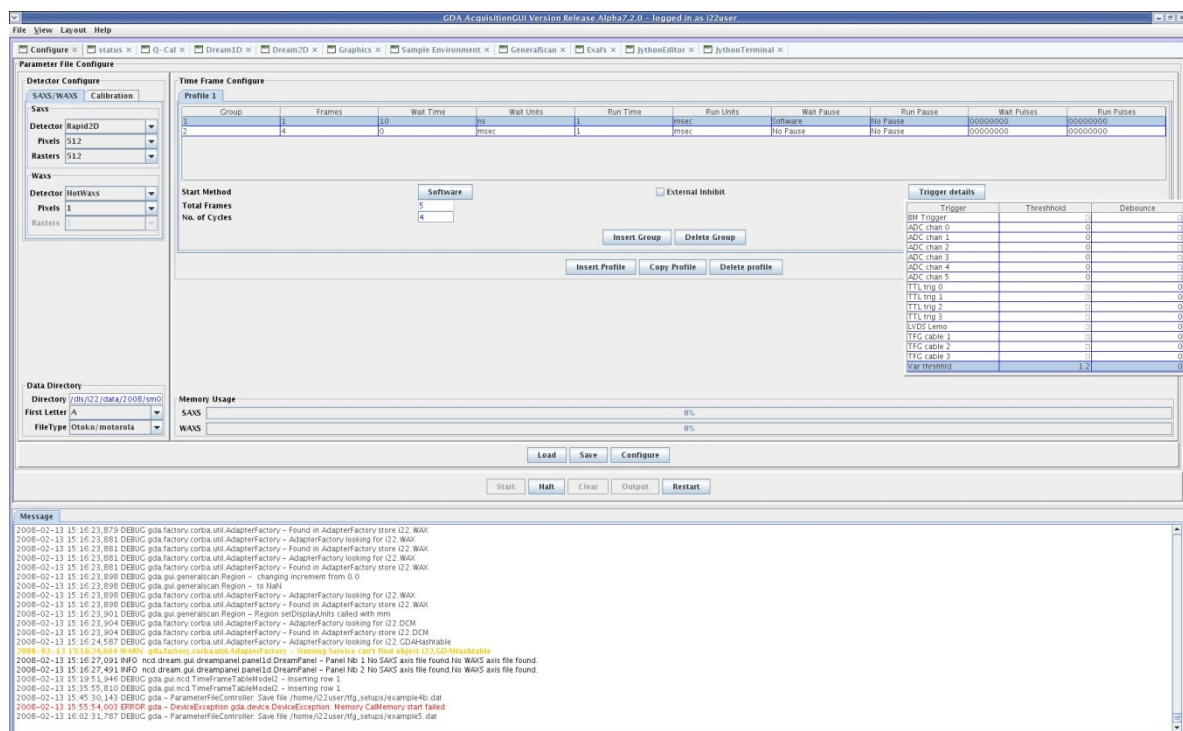 GDA AcquisitionGUI Version Release Alpha7.2.0 - logged in as i22user
File View Layout Help
Configure × status × Q-Cal × Dream1D × Dream2D × Graphics × Sample Environment × GeneralScan × Exafs × JythonEditor × JythonTerminal ×
Parameter File Configure
Detector Configure
SAXS/WAXS Calibration
Saxs
Detector Rapid2D
Pixels 512
Rasters 512
Waxs
Detector HotWaxs
Pixels 1
Rasters 1
Data Directory
Directory /dls/i22/data/2008/sm0
First Letter A
FileType Otoko/motorola
Time Frame Configure
Profile 1
Group Frames Wait Time Wait Units Run Time Run Units Wait Pause Run Pause Wait Pulses Run Pulses
1 1 10 ns 1 msec Software No Pause 00000000 00000000
2 4 0 msec 1 msec No Pause No Pause 00000000 00000000
Start Method Software External Inhibit Trigger details
Total Frames 5
No. of Cycles 4
Insert Group Delete Group
Insert Profile Copy Profile Delete profile
Trigger Threshhold Debounce
BM Trigger
ADC chan 0 0
ADC chan 1 0
ADC chan 2 0
ADC chan 3 0
ADC chan 4 0
ADC chan 5 0
TTL trig 0 0
TTL trig 1 0
TTL trig 2 0
TTL trig 3 0
LVDS Lemo 0
TFG cable 1 0
TFG cable 2 0
TFG cable 3 0
Var thrshhld 1.2 0
Memory Usage
SAXS 0%
WAXS 0%
Load Save Configure
Start Halt Clear Output Restart
Message
2008-02-13 15:16:23,879 DEBUG gda.factory.corba.util.AdapterFactory - Found in AdapterFactory store i22.WAX
2008-02-13 15:16:23,881 DEBUG gda.factory.corba.util.AdapterFactory - AdapterFactory looking for i22.WAX
2008-02-13 15:16:23,881 DEBUG gda.factory.corba.util.AdapterFactory - Found in AdapterFactory store i22.WAX
2008-02-13 15:16:23,881 DEBUG gda.factory.corba.util.AdapterFactory - AdapterFactory looking for i22.WAX
2008-02-13 15:16:23,881 DEBUG gda.factory.corba.util.AdapterFactory - Found in AdapterFactory store i22.WAX
2008-02-13 15:16:23,898 DEBUG gda.gui.generalscan.Region - changing increment from 0.0
2008-02-13 15:16:23,898 DEBUG gda.gui.generalscan.Region - to NaN
2008-02-13 15:16:23,898 DEBUG gda.factory.corba.util.AdapterFactory - AdapterFactory looking for i22.WAX
2008-02-13 15:16:23,898 DEBUG gda.factory.corba.util.AdapterFactory - Found in AdapterFactory store i22.WAX
2008-02-13 15:16:23,901 DEBUG gda.gui.generalscan.Region - Region setDisplayUnits called with mm
2008-02-13 15:16:23,904 DEBUG gda.factory.corba.util.AdapterFactory - AdapterFactory looking for i22.DCM
2008-02-13 15:16:23,904 DEBUG gda.factory.corba.util.AdapterFactory - Found in AdapterFactory store i22.DCM
2008-02-13 15:16:24,587 DEBUG gda.factory.corba.util.AdapterFactory - AdapterFactory looking for i22.GDAHashtable
2008-02-13 15:16:24,664 WARN gda.factory.corba.util.AdapterFactory - Naming Service can't find object i22.GDAHashtable
2008-02-13 15:16:27,091 INFO ncd.dream.gui.dreampanel.panel1d.DreamPanel - Panel Nb 1 No SAXS axis file found.No WAXS axis file found.
2008-02-13 15:16:27,491 INFO ncd.dream.gui.dreampanel.panel1d.DreamPanel - Panel Nb 2 No SAXS axis file found.No WAXS axis file found.
2008-02-13 15:19:51,946 DEBUG gda.gui.ncd.TimeFrameTableModel2 - Inserting row 1
2008-02-13 15:35:55,810 DEBUG gda.gui.ncd.TimeFrameTableModel2 - Inserting row 1
2008-02-13 15:45:30,143 DEBUG gda - ParameterFileController: Save file /home/i22user/tfg_setups/example4b.dat
2008-02-13 15:55:54,003 ERROR gda - DeviceException gda.device.DeviceException: Memory CalMemory start failed
2008-02-13 16:02:31,787 DEBUG gda - ParameterFileController: Save file /home/i22user/tfg_setups/example5.dat